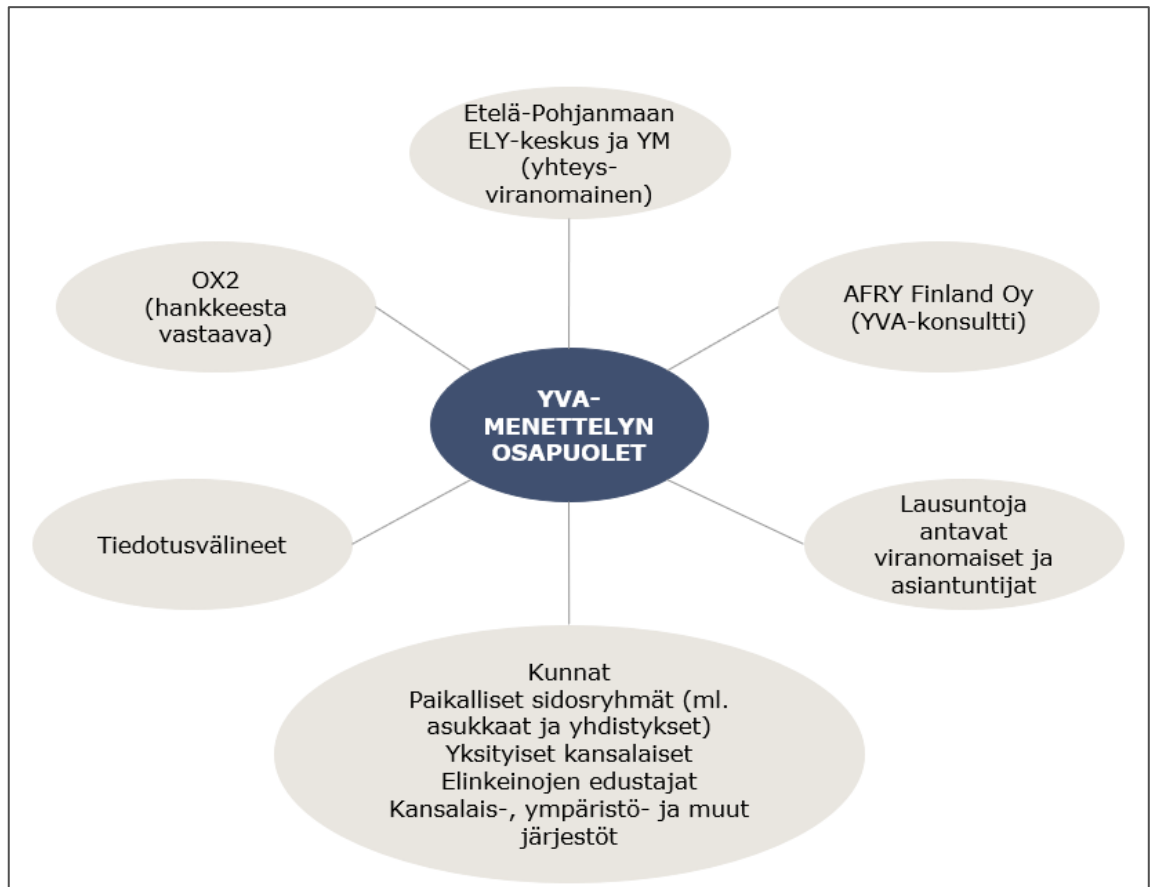 Etelä-Pohjanmaan
ELY-keskus ja YM
(yhteys-
viranomainen)
OX2
(hankkeesta
vastaava)
AFRY Finland Oy
(YVA-konsultti)
YVA-
MENETTELYN
OSAPUOLET
Tiedotusvälineet
Lausuntoja
antavat
viranomaiset ja
asiantuntijat
Kunnat
Paikalliset sidosryhmät (ml.
asukkaat ja yhdistykset)
Yksityiset kansalaiset
Elinkeinojen edustajat
Kansalais-, ympäristö- ja muut
järjestöt